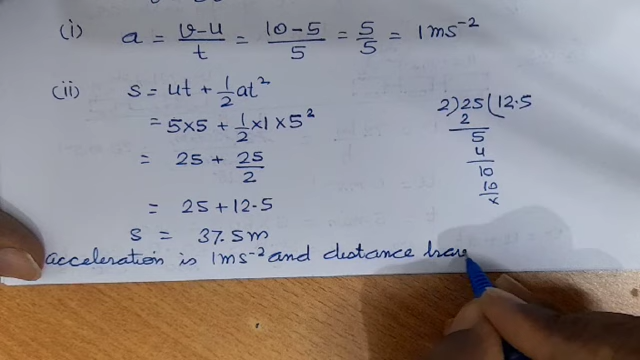 (i) a = v-u/t = 10-5/5 = 5/5 = 1ms⁻²
(ii) s = ut + 1/2 at²
= 5×5 + 1/2 ×1×5²
= 25 + 25/2
= 25 + 12.5
s = 37.5m
2)25(12.5
2
5
4
10
10
×
acceleration is 1ms⁻² and distance trave